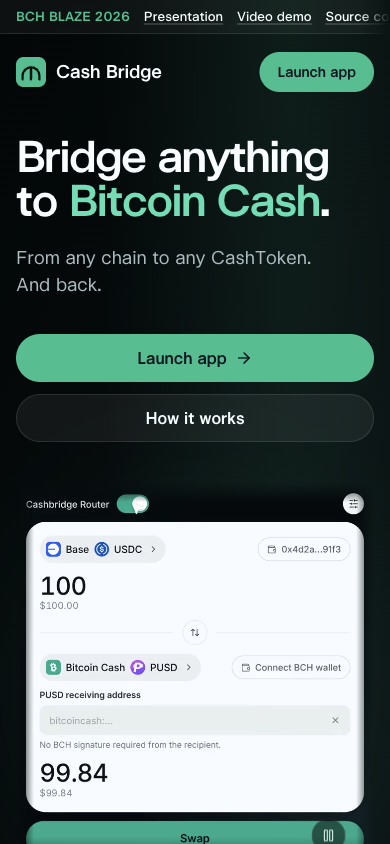 BCH BLAZE 2026 Presentation Video demo Source co
Cash Bridge Launch app
Bridge anything
to Bitcoin Cash.
From any chain to any CashToken.
And back.
Launch app →
How it works
Cashbridge Router
Base USDC > 0x4d2a...91f3
100
$100.00
Bitcoin Cash PUSD > Connect BCH wallet
PUSD receiving address
bitcoincash:...
No BCH signature required from the recipient.
99.84
$99.84
Swap